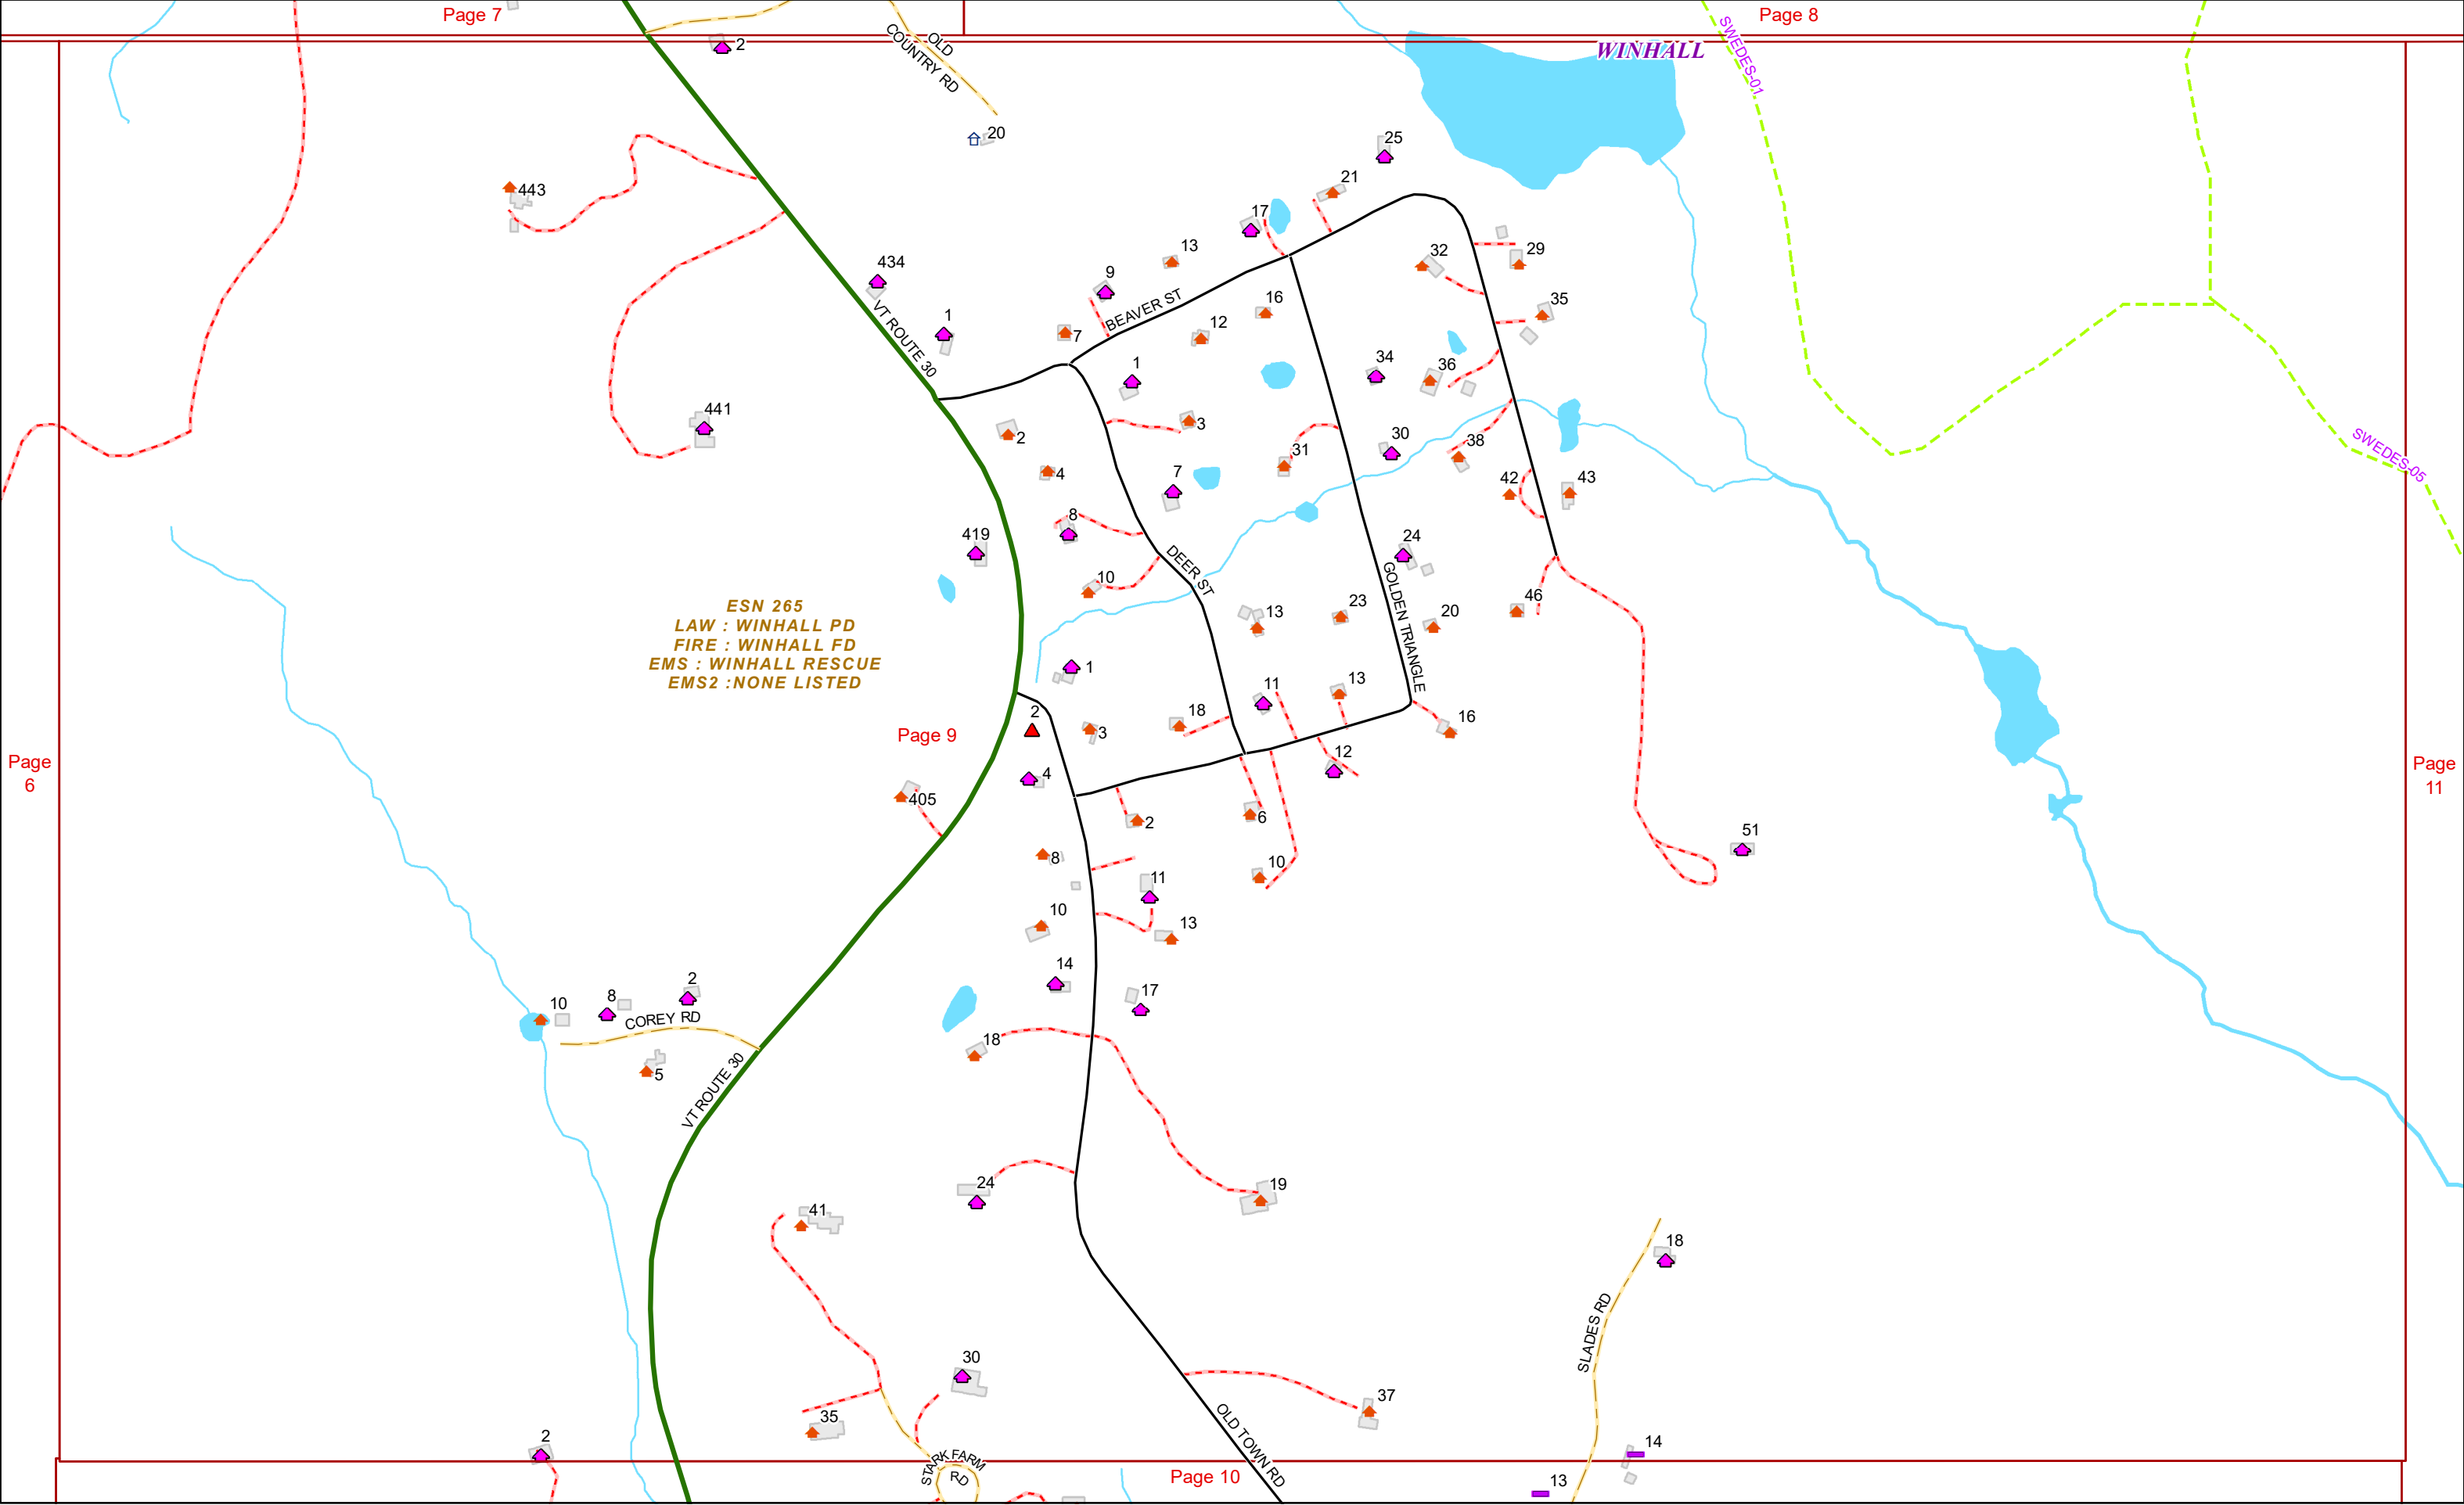 Page 7
Page 8
WINHALL
SWEDES-01
2
OLD
COUNTRY RD
20
25
443
21
17
13
32
29
434
9
BEAVER ST
16
35
1
VT ROUTE 30
7
12
1
34
36
441
2
3
31
30
38
SWEDES-05
4
7
42
43
8
419
24
DEER ST
10
GOLDEN TRIANGLE
ESN 265
LAW : WINHALL PD
FIRE : WINHALL FD
EMS : WINHALL RESCUE
EMS2 :NONE LISTED
13
23
20
46
1
11
13
Page 9
2
3
18
16
Page
6
12
Page
11
4
405
2
6
51
8
10
11
10
13
14
2
8
10
17
COREY RD
18
5
VT ROUTE 30
24
19
41
18
SLADES RD
30
37
35
OLD TOWN RD
2
STARK FARM
RD
14
Page 10
13